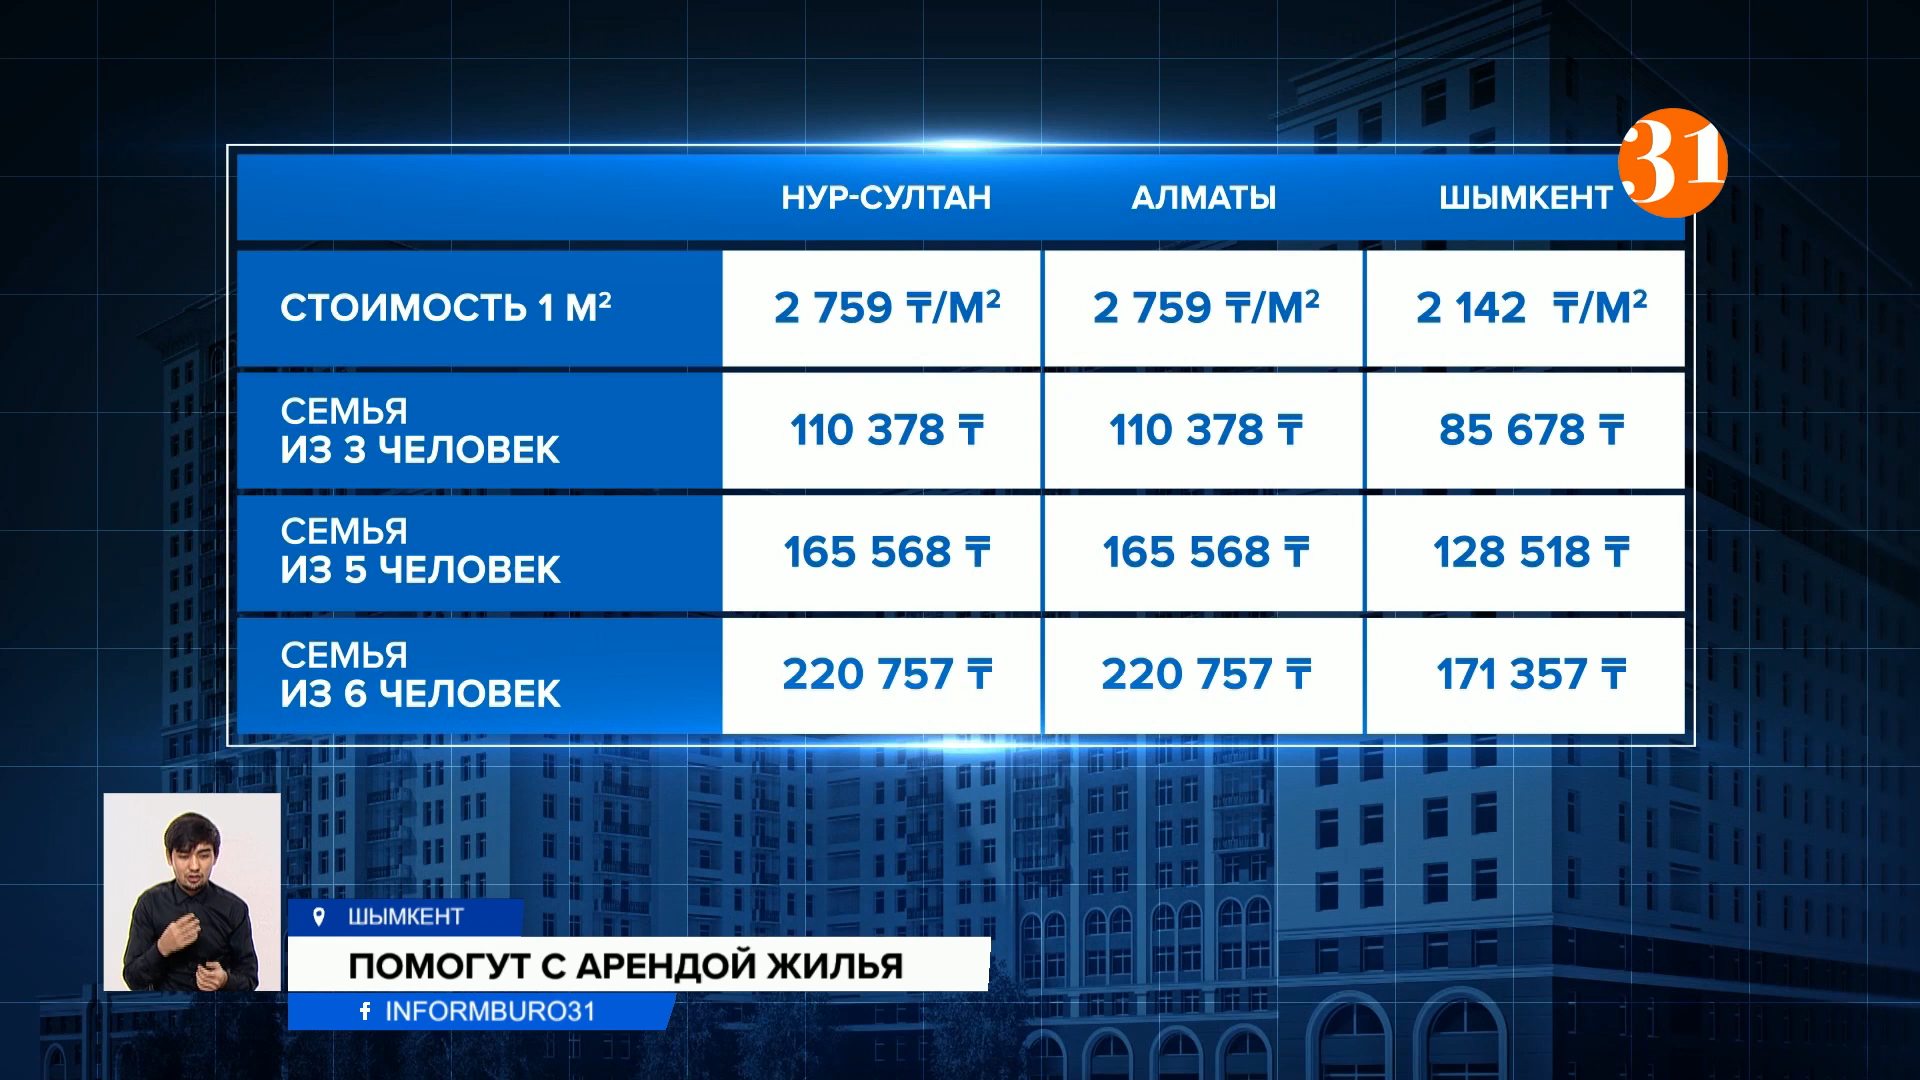 31
НУР-СУЛТАН АЛМАТЫ ШЫМКЕНТ
СТОИМОСТЬ 1 М² 2 759 ₸/М² 2 759 ₸/М² 2 142 ₸/М²
СЕМЬЯ
ИЗ 3 ЧЕЛОВЕК 110 378 ₸ 110 378 ₸ 85 678 ₸
СЕМЬЯ
ИЗ 5 ЧЕЛОВЕК 165 568 ₸ 165 568 ₸ 128 518 ₸
СЕМЬЯ
ИЗ 6 ЧЕЛОВЕК 220 757 ₸ 220 757 ₸ 171 357 ₸
ШЫМКЕНТ
ПОМОГУТ С АРЕНДОЙ ЖИЛЬЯ
f INFORMBURO31